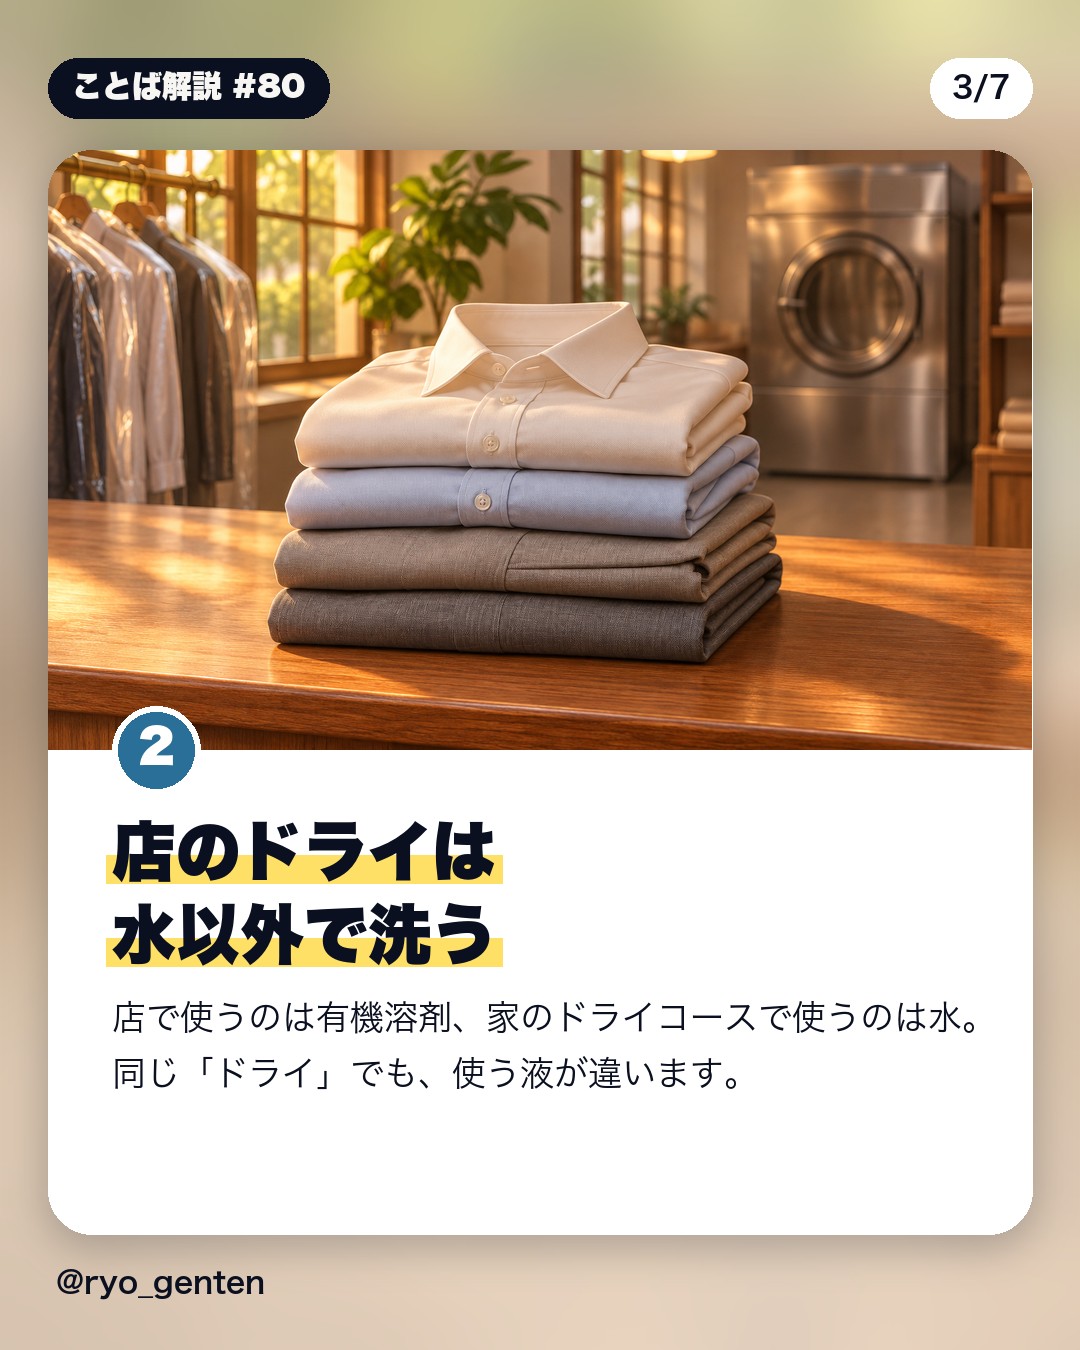 ことば解説 #80
3/7
2
店のドライは
水以外で洗う
店で使うのは有機溶剤、家のドライコースで使うのは水。
同じ「ドライ」でも、使う液が違います。
@ryo_genten